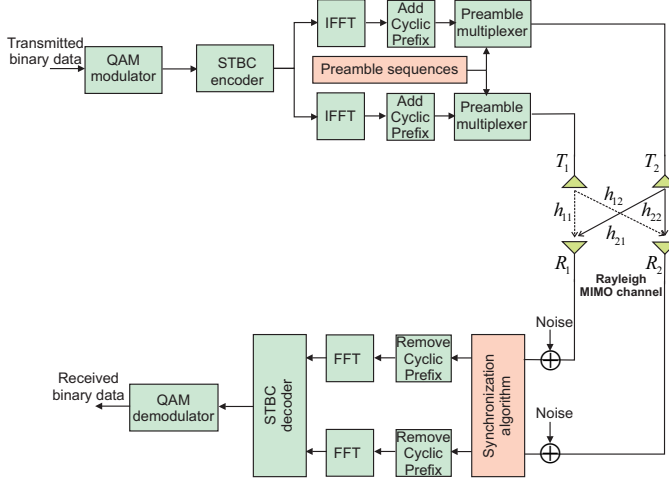 Transmitted
binary data
QAM
modulator
STBC
encoder
IFFT
Add
Cyclic
Prefix
Preamble
multiplexer
Preamble sequences
IFFT
Add
Cyclic
Prefix
Preamble
multiplexer
T1
T2
h11
h12
h21
h22
R1
R2
Rayleigh
MIMO channel
Noise
Noise
Synchronization
algorithm
Remove
Cyclic
Prefix
FFT
Remove
Cyclic
Prefix
FFT
STBC
decoder
QAM
demodulator
Received
binary data